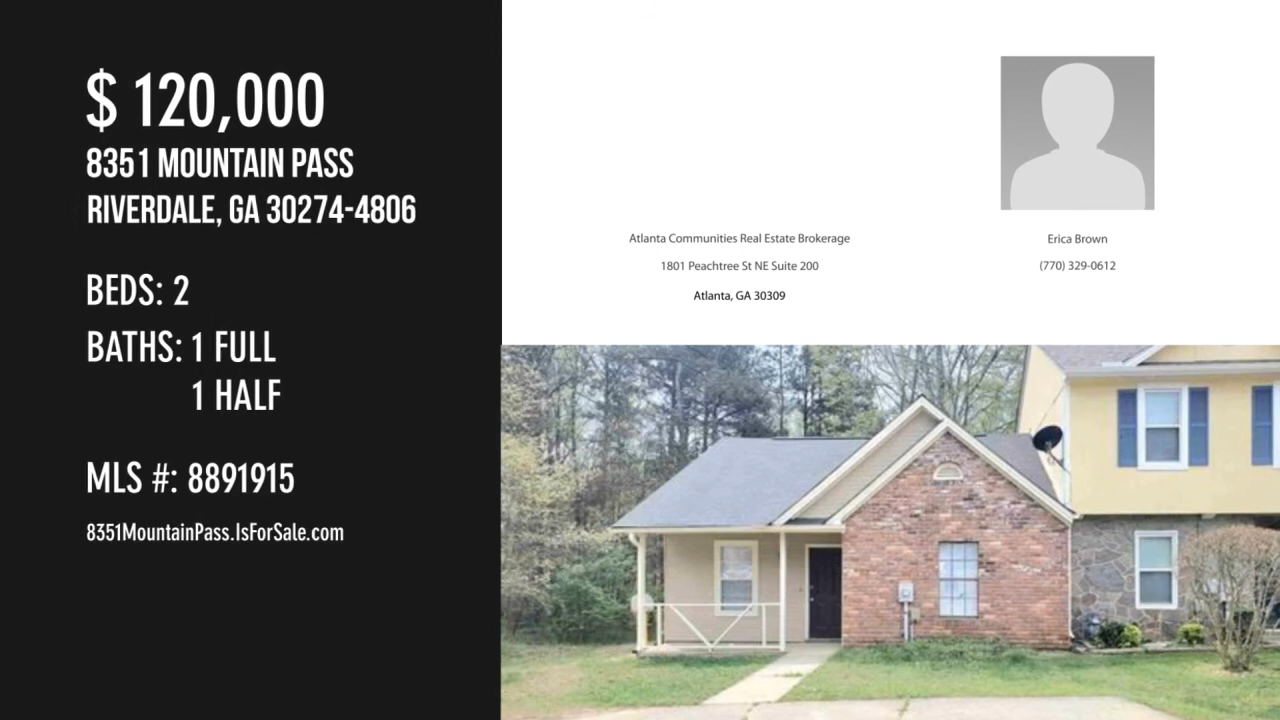 $ 120,000
8351 MOUNTAIN PASS
RIVERDALE, GA 30274-4806
BEDS: 2
BATHS: 1 FULL
1 HALF
MLS #: 8891915
8351MountainPass.IsForSale.com
Atlanta Communities Real Estate Brokerage
1801 Peachtree St NE Suite 200
Atlanta, GA 30309
Erica Brown
(770) 329-0612